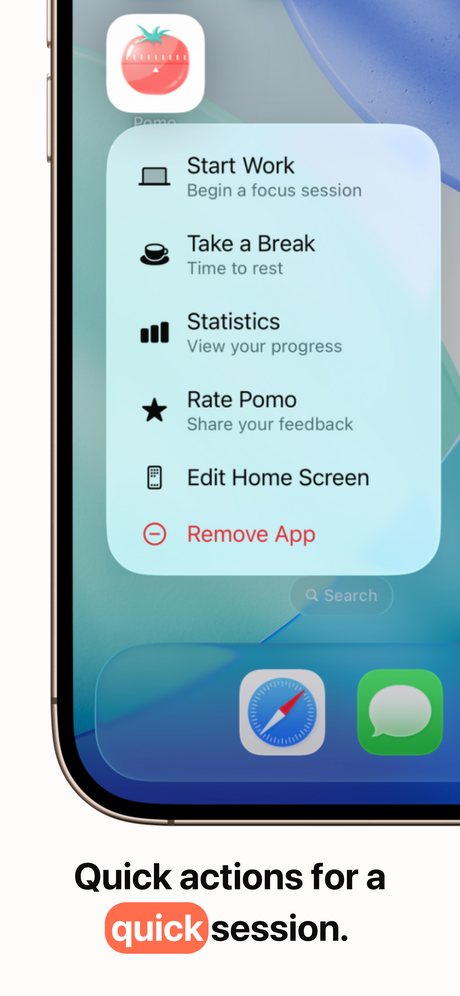 Pomo
Start Work
Begin a focus session
Take a Break
Time to rest
Statistics
View your progress
Rate Pomo
Share your feedback
Edit Home Screen
Remove App
Search
Quick actions for a
quick session.